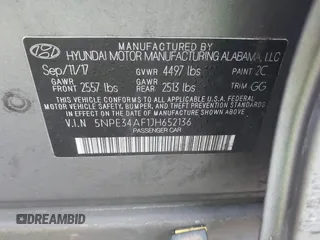 HYUNDAI MOTOR MANUFACTURING ALABAMA, LLC
Sep/11/17 GVWR 4497 lbs PAINT 2C
GAWR FRONT 2557 lbs GAWR REAR 2513 lbs TRIM GG
THIS VEHICLE CONFORMS TO ALL APPLICABLE
FEDERAL MOTOR VEHICLE SAFETY,
BUMPER, AND THEFT PREVENTION STANDARDS IN
EFFECT ON THE DATE OF MANUFACTURE SHOWN ABOVE.
V.I.N 5NPE34AF1JH652136
PASSENGER CAR
DREAMBID